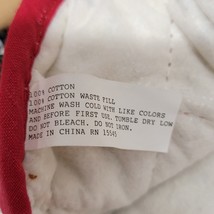 100% COTTON
100% COTTON WASTE FILL
MACHINE WASH COLD WITH LIKE COLORS
AND BEFORE FIRST USE. TUMBLE DRY LOW
DO NOT BLEACH. DO NOT IRON.
MADE IN CHINA RN 15545